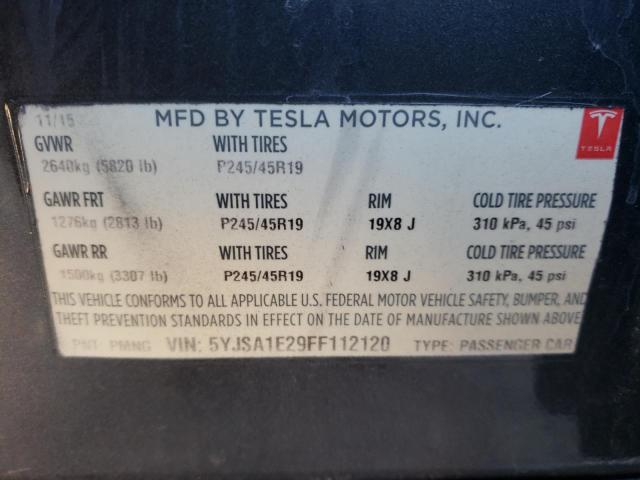 11/15 MFD BY TESLA MOTORS, INC.
TESLA
GVWR WITH TIRES
2640kg (5820 lb) P245/45R19
GAWR FRT WITH TIRES RIM COLD TIRE PRESSURE
1276kg (2813 lb) P245/45R19 19X8 J 310 kPa, 45 psi
GAWR RR WITH TIRES RIM COLD TIRE PRESSURE
1500kg (3307 lb) P245/45R19 19X8 J 310 kPa, 45 psi
THIS VEHICLE CONFORMS TO ALL APPLICABLE U.S. FEDERAL MOTOR VEHICLE SAFETY, BUMPER, AND
THEFT PREVENTION STANDARDS IN EFFECT ON THE DATE OF MANUFACTURE SHOWN ABOVE.
PNT: PMNG VIN: 5YJSA1E29FF112120 TYPE: PASSENGER CAR